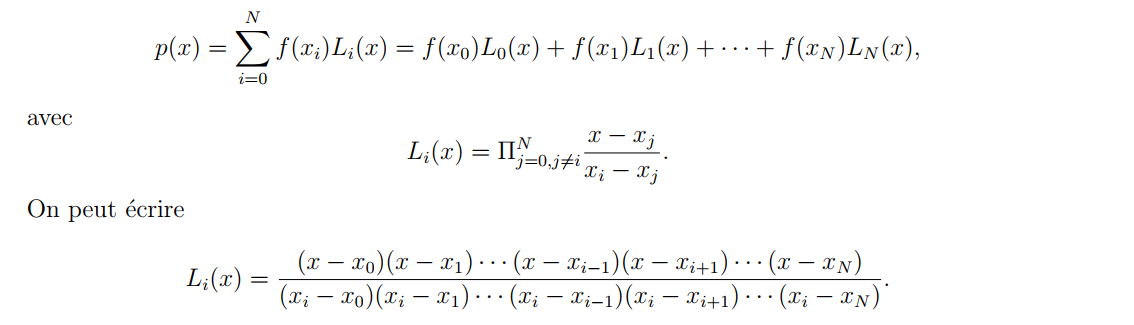 p(x) = \sum_{i=0}^{N} f(x_i)L_i(x) = f(x_0)L_0(x) + f(x_1)L_1(x) + \cdots + f(x_N)L_N(x),
avec
L_i(x) = \Pi_{j=0,j\neq i}^{N} \frac{x - x_j}{x_i - x_j}.
On peut écrire
L_i(x) = \frac{(x - x_0)(x - x_1)\cdots(x - x_{i-1})(x - x_{i+1})\cdots(x - x_N)}{(x_i - x_0)(x_i - x_1)\cdots(x_i - x_{i-1})(x_i - x_{i+1})\cdots(x_i - x_N)}.